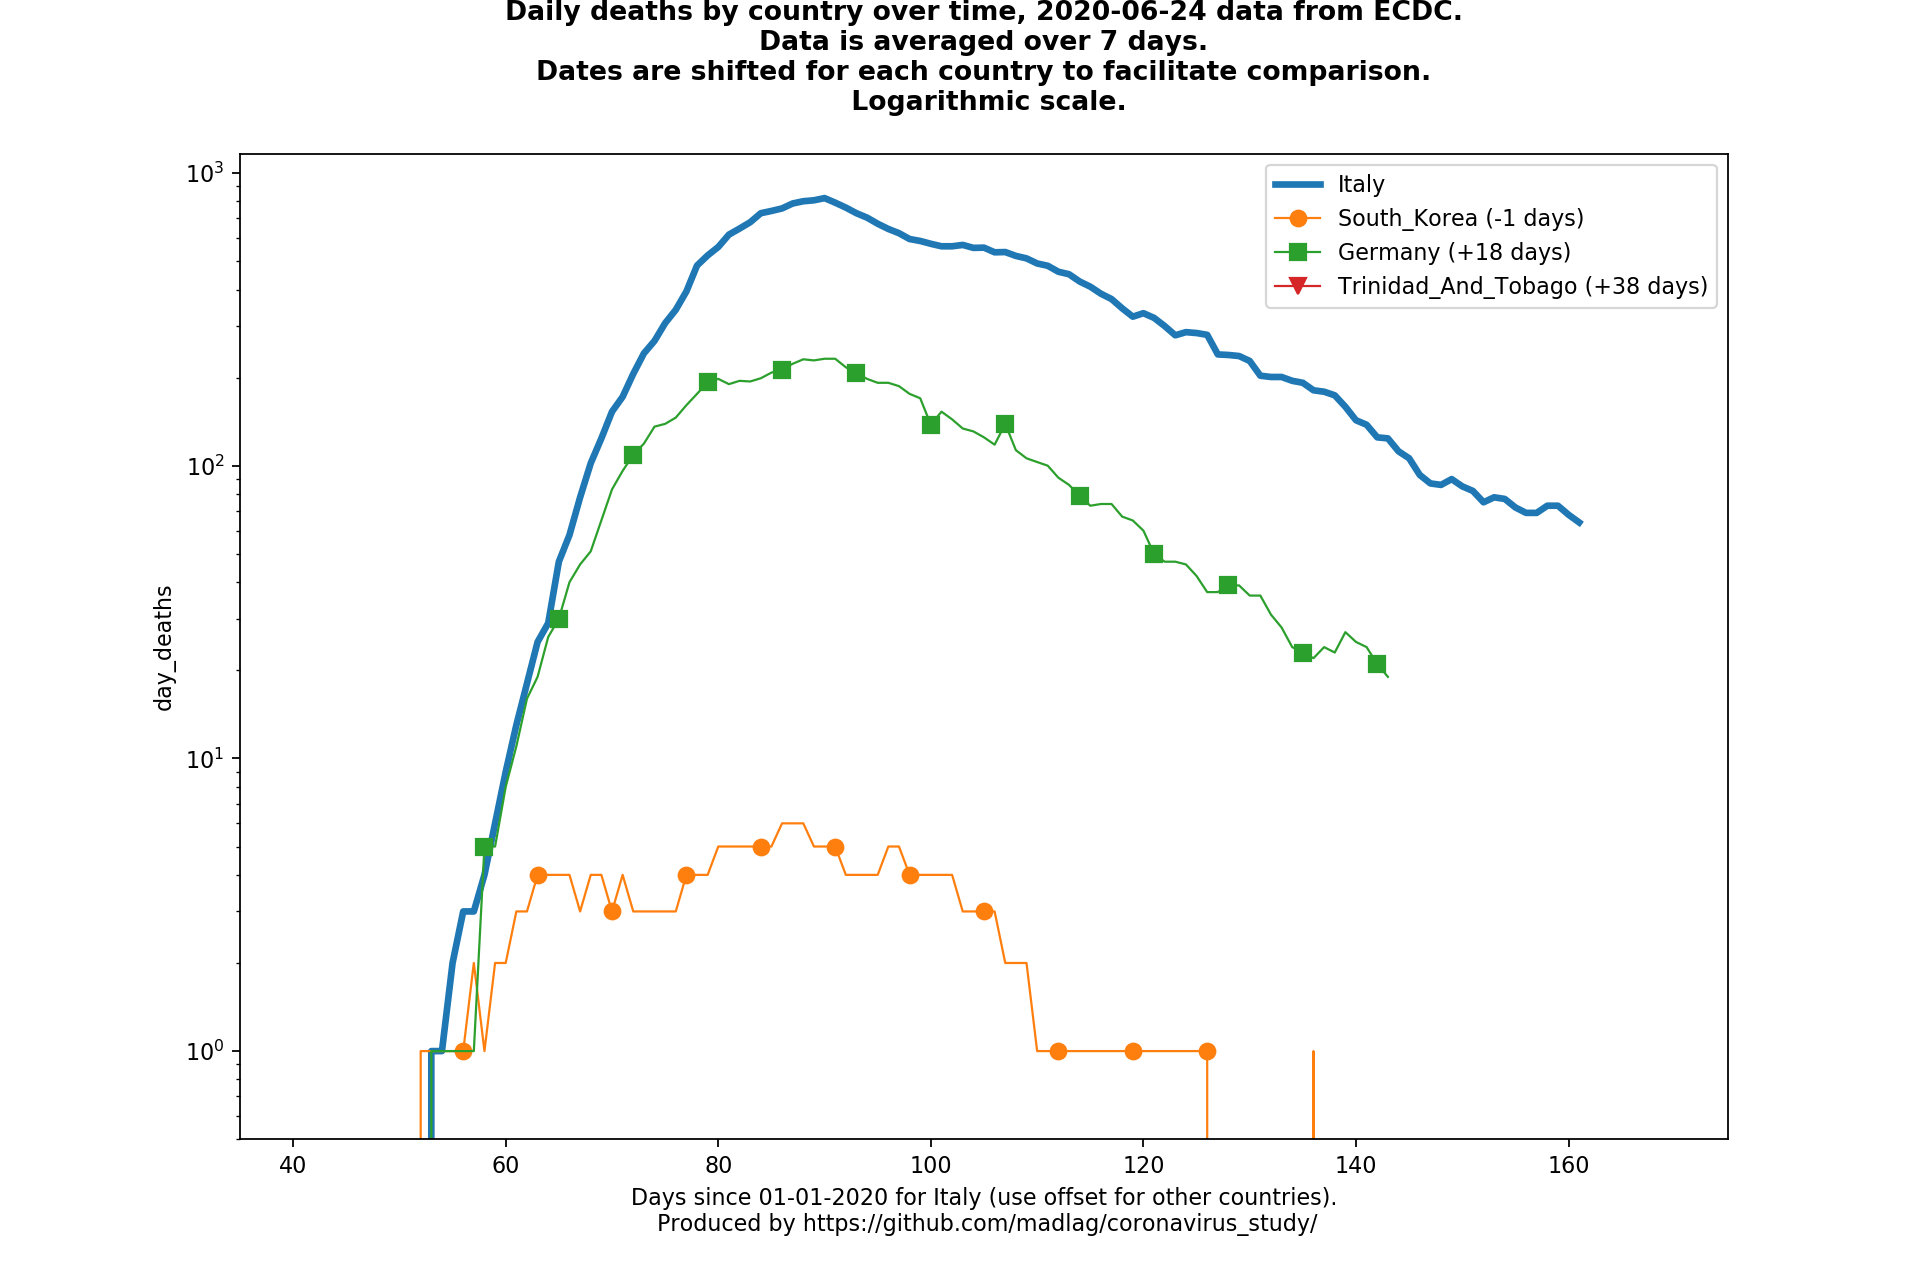 Daily deaths by country over time, 2020-06-24 data from ECDC.
Data is averaged over 7 days.
Dates are shifted for each country to facilitate comparison.
Logarithmic scale.
10³
10²
10¹
10⁰
day_deaths
Italy
South_Korea (-1 days)
Germany (+18 days)
Trinidad_And_Tobago (+38 days)
40 60 80 100 120 140 160
Days since 01-01-2020 for Italy (use offset for other countries).
Produced by https://github.com/madlag/coronavirus_study/